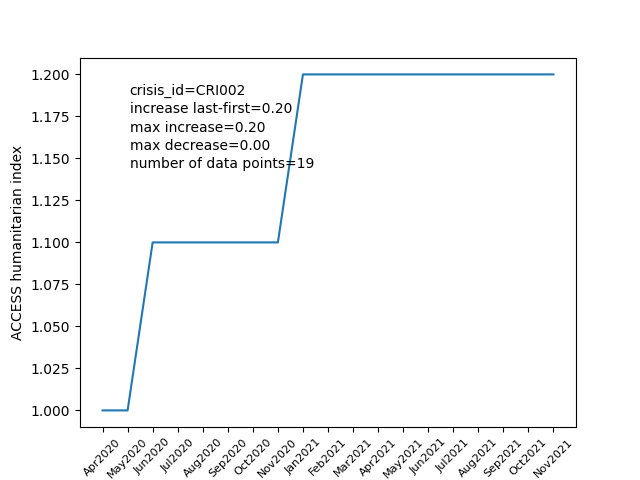 crisis_id=CRI002
increase last-first=0.20
max increase=0.20
max decrease=0.00
number of data points=19
ACCESS humanitarian index
1.200
1.175
1.150
1.125
1.100
1.075
1.050
1.025
1.000
Apr2020
May2020
Jun2020
Jul2020
Aug2020
Sep2020
Oct2020
Nov2020
Jan2021
Feb2021
Mar2021
Apr2021
May2021
Jun2021
Jul2021
Aug2021
Sep2021
Oct2021
Nov2021